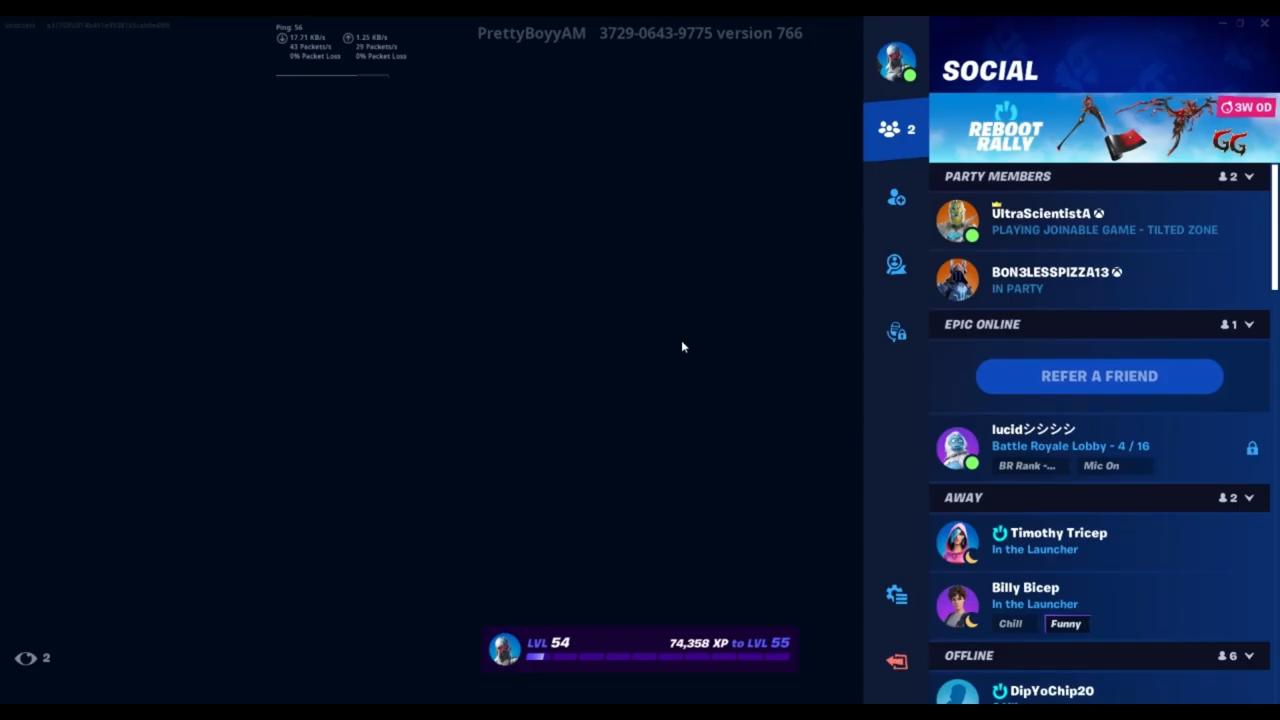 Ping: 56
17.71 KB/s 1.25 KB/s
43 Packets/s 29 Packets/s
0% Packet Loss 0% Packet Loss
PrettyBoyyAM 3729-0643-9775 version 766
2
SOCIAL
3W 0D
REBOOT
RALLY
GG
PARTY MEMBERS 2
UltraScientistA
PLAYING JOINABLE GAME - TILTED ZONE
BON3LESSPIZZA13
IN PARTY
EPIC ONLINE 1
REFER A FRIEND
lucidシシシシ
Battle Royale Lobby - 4 / 16
BR Rank -... Mic On
AWAY 2
Timothy Tricep
In the Launcher
Billy Bicep
In the Launcher
Chill Funny
OFFLINE 6
DipYoChip20
2
LVL 54 74,358 XP to LVL 55